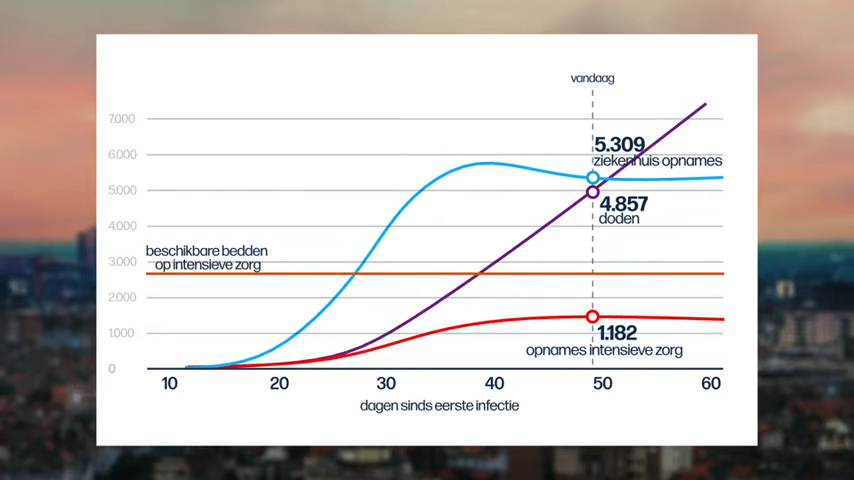 vandaag
7.000
6.000
5.309
ziekenhuis opnames
5.000
4.857
doden
4.000
beschikbare bedden
op intensieve zorg
3.000
2.000
1.182
1.000
opnames intensieve zorg
0
10 20 30 40 50 60
dagen sinds eerste infectie